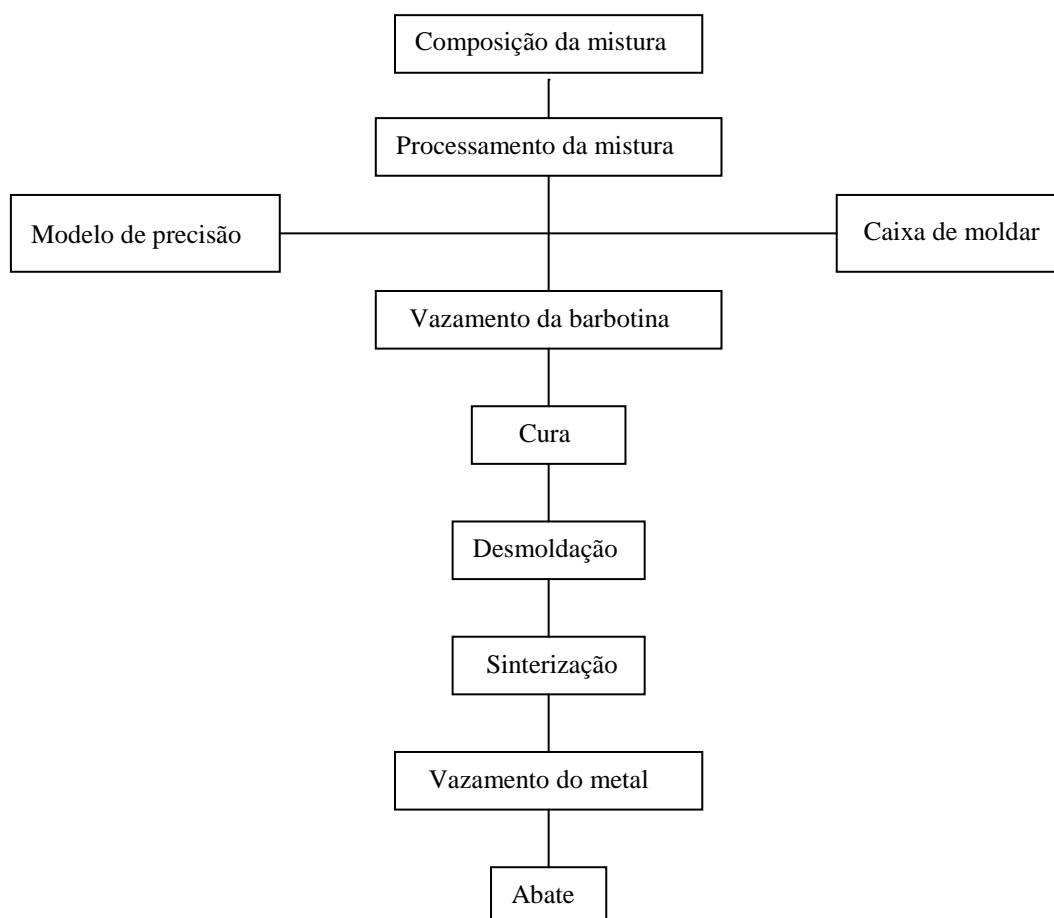 Composição da mistura
Processamento da mistura
Modelo de precisão
Caixa de moldar
Vazamento da barbotina
Cura
Desmoldação
Sinterização
Vazamento do metal
Abate